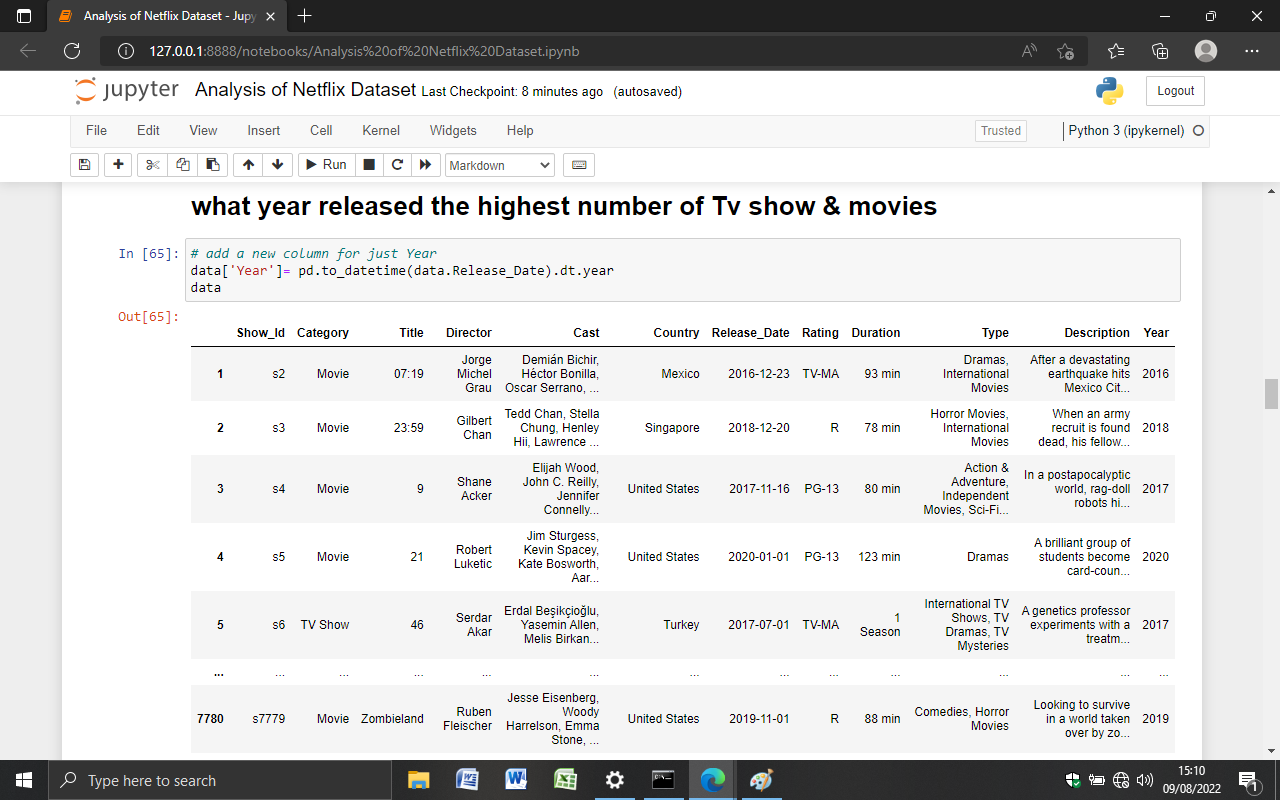 Analysis of Netflix Dataset - Jupy
127.0.0.1:8888/notebooks/Analysis%20of%20Netflix%20Dataset.ipynb
jupyter Analysis of Netflix Dataset Last Checkpoint: 8 minutes ago (autosaved)
Logout
File Edit View Insert Cell Kernel Widgets Help
Trusted
Python 3 (ipykernel)
Run
Markdown
what year released the highest number of Tv show & movies
In [65]:
# add a new column for just Year
data['Year']= pd.to_datetime(data.Release_Date).dt.year
data
Out[65]:
Show_Id Category Title Director Cast Country Release_Date Rating Duration Type Description Year
1 s2 Movie 07:19 Jorge Michel Grau Demián Bichir, Héctor Bonilla, Oscar Serrano, ... Mexico 2016-12-23 TV-MA 93 min Dramas, International Movies After a devastating earthquake hits Mexico Cit... 2016
2 s3 Movie 23:59 Gilbert Chan Tedd Chan, Stella Chung, Henley Hii, Lawrence ... Singapore 2018-12-20 R 78 min Horror Movies, International Movies When an army recruit is found dead, his fellow... 2018
3 s4 Movie 9 Shane Acker Elijah Wood, John C. Reilly, Jennifer Connelly... United States 2017-11-16 PG-13 80 min Action & Adventure, Independent Movies, Sci-Fi... In a postapocalyptic world, rag-doll robots hi... 2017
4 s5 Movie 21 Robert Luketic Jim Sturgess, Kevin Spacey, Kate Bosworth, Aar... United States 2020-01-01 PG-13 123 min Dramas A brilliant group of students become card-coun... 2020
5 s6 TV Show 46 Serdar Akar Erdal Beşikçioğlu, Yasemin Allen, Melis Birkan... Turkey 2017-07-01 TV-MA 1 Season International TV Shows, TV Dramas, TV Mysteries A genetics professor experiments with a treatm... 2017
... ... ... ... ... ... ... ... ... ... ... ... ...
7780 s7779 Movie Zombieland Ruben Fleischer Jesse Eisenberg, Woody Harrelson, Emma Stone, ... United States 2019-11-01 R 88 min Comedies, Horror Movies Looking to survive in a world taken over by zo... 2019
Type here to search
15:10
09/08/2022
1